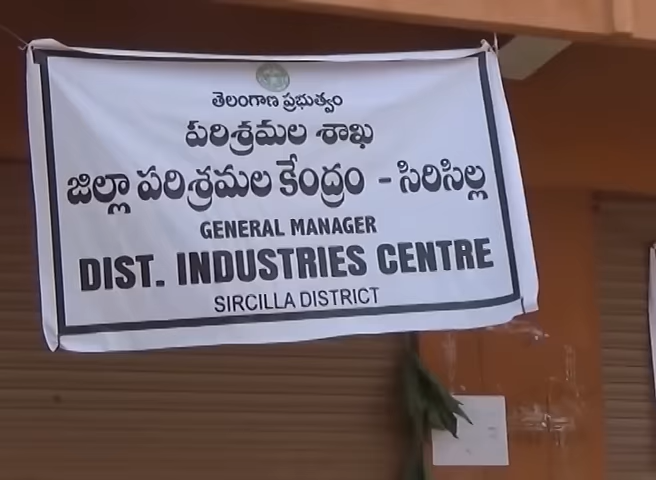 తెలంగాణ ప్రభుత్వం
పరిశ్రమల శాఖ
జిల్లా పరిశ్రమల కేంద్రం - సిరిసిల్ల
GENERAL MANAGER
DIST. INDUSTRIES CENTRE
SIRCILLA DISTRICT